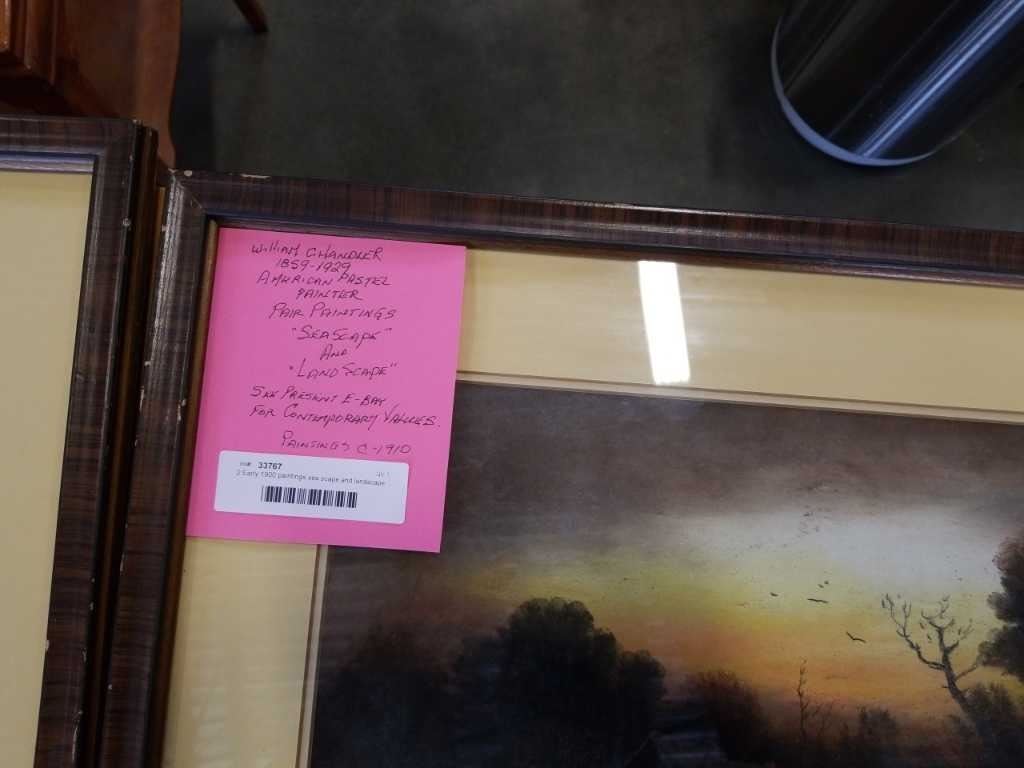 WilliAM CHANDLER
1859-1929
AMERICAN PASTEL
PAINTER
PAIR PAINTINGS
"SEASCAPE"
AND
"LANDSCAPE"
SEE PRESENT E-BAY
FOR CONTEMPORARY VALUES.
PAINTINGS C-1910
33767
2 Early 1900 paintings sea scape and landscape